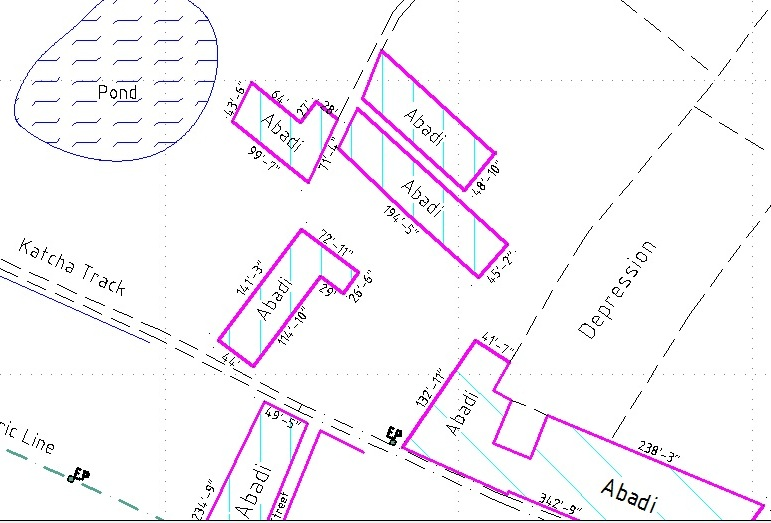 Pond
43'-6"
64'
27'
28'
Abadi
99'-7"
71'-4"
Abadi
48'-10"
Abadi
194'-5"
45'-2"
72'-11"
141'-3"
Abadi
29'
26'-6"
114'-10"
44'
Katcha Track
Depression
41'-7"
132'-11"
Abadi
EP
49'-5"
234'-9"
Abadi
treet
238'-3"
342'-9"
Abadi
ric Line
EP